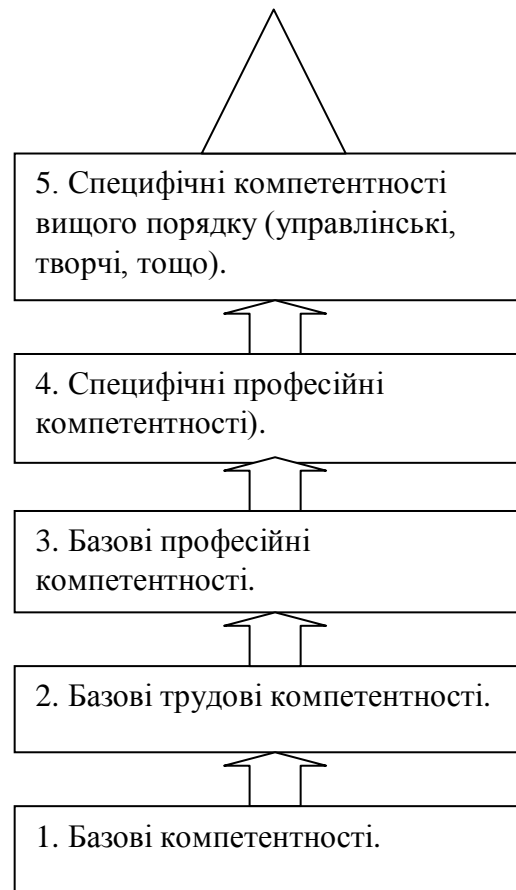 5. Специфічні компетентності
вищого порядку (управлінські,
творчі, тощо).
4. Специфічні професійні
компетентності).
3. Базові професійні
компетентності.
2. Базові трудові компетентності.
1. Базові компетентності.